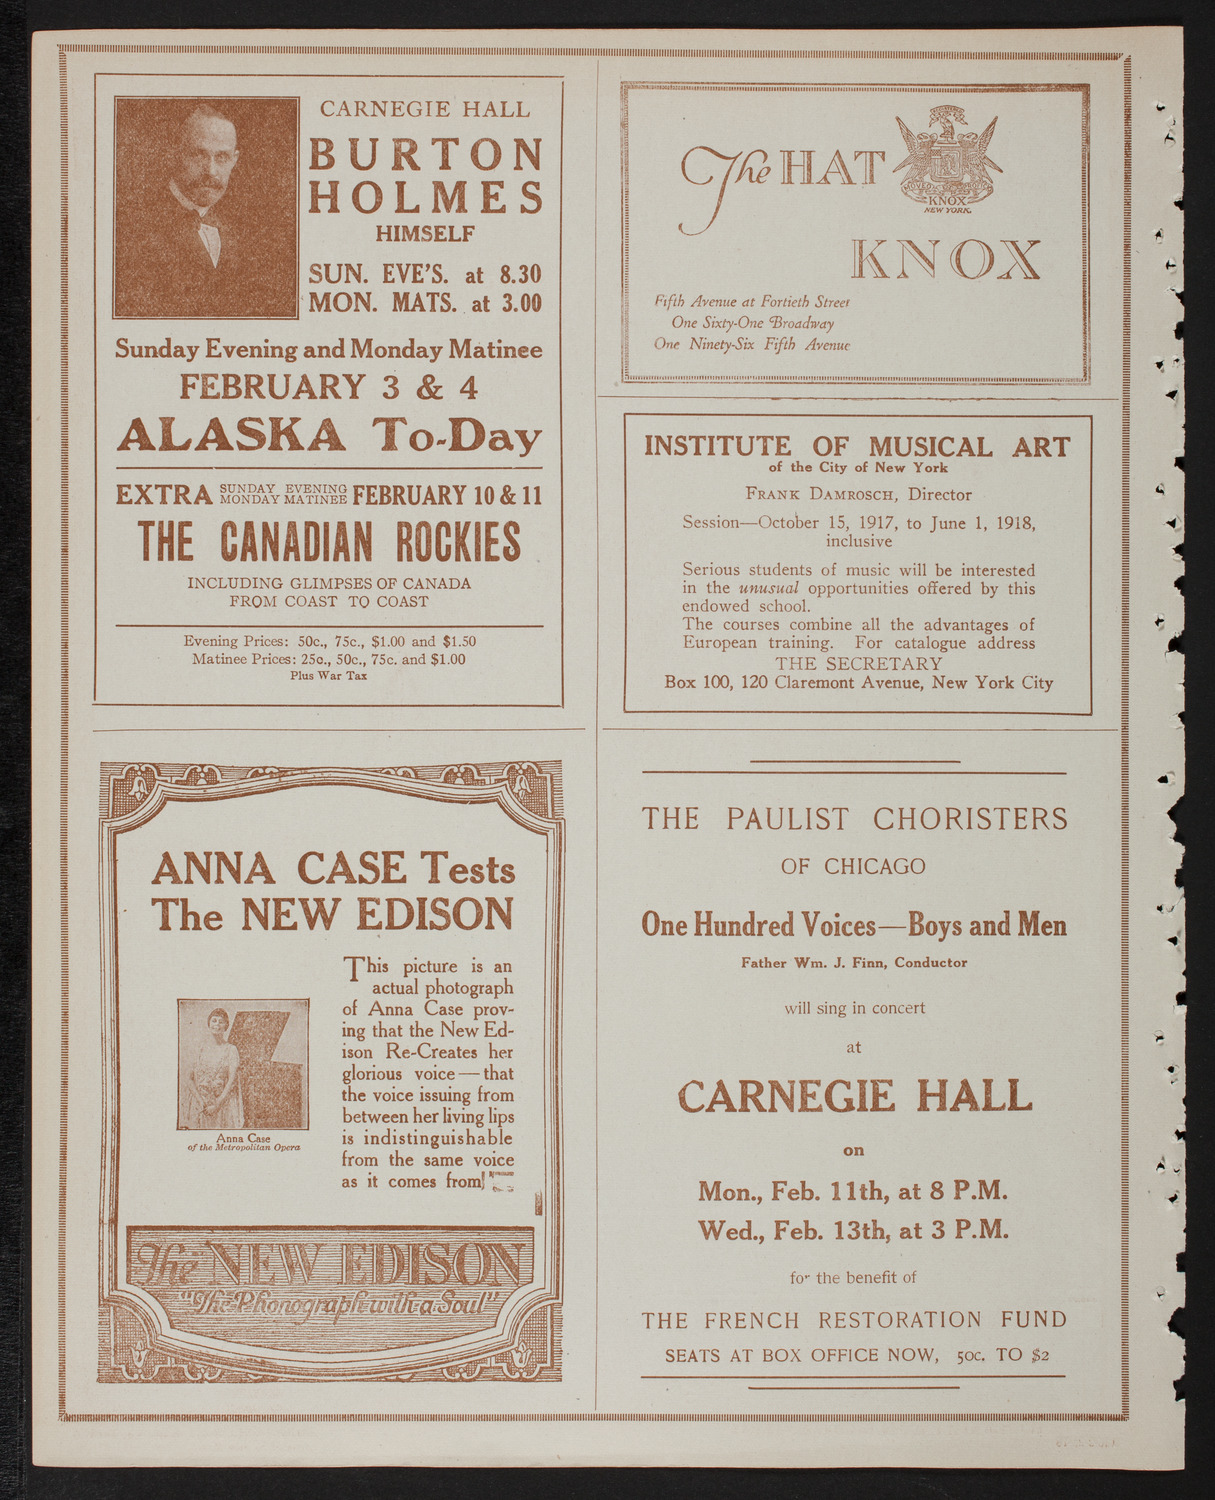 CARNEGIE HALL
BURTON
HOLMES
HIMSELF
SUN. EVE'S. at 8.30
MON. MATS. at 3.00
Sunday Evening and Monday Matinee
FEBRUARY 3 & 4
ALASKA To-Day
EXTRA SUNDAY EVENING MONDAY MATINEE FEBRUARY 10 & 11
THE CANADIAN ROCKIES
INCLUDING GLIMPSES OF CANADA
FROM COAST TO COAST
Evening Prices: 50c., 75c., $1.00 and $1.50
Matinee Prices: 25c., 50c., 75c. and $1.00
Plus War Tax
ANNA CASE Tests
The NEW EDISON
This picture is an
actual photograph
of Anna Case prov-
ing that the New Ed-
ison Re-Creates her
glorious voice—that
the voice issuing from
between her living lips
is indistinguishable
from the same voice
as it comes from
Anna Case
of the Metropolitan Opera
The NEW EDISON
"The Phonograph with a Soul"
The HAT
KNOX
NEW YORK.
KNOX
Fifth Avenue at Fortieth Street
One Sixty-One Broadway
One Ninety-Six Fifth Avenue
INSTITUTE OF MUSICAL ART
of the City of New York
FRANK DAMROSCH, Director
Session—October 15, 1917, to June 1, 1918,
inclusive
Serious students of music will be interested
in the unusual opportunities offered by this
endowed school.
The courses combine all the advantages of
European training. For catalogue address
THE SECRETARY
Box 100, 120 Claremont Avenue, New York City
THE PAULIST CHORISTERS
OF CHICAGO
One Hundred Voices—Boys and Men
Father Wm. J. Finn, Conductor
will sing in concert
at
CARNEGIE HALL
on
Mon., Feb. 11th, at 8 P.M.
Wed., Feb. 13th, at 3 P.M.
for the benefit of
THE FRENCH RESTORATION FUND
SEATS AT BOX OFFICE NOW, 50C. TO $2